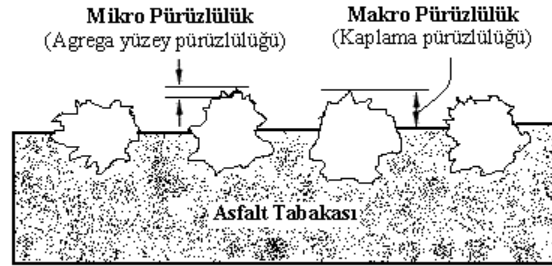 Mikro Pürüzlülük
(Agrega yüzey pürüzlülüğü)
Makro Pürüzlülük
(Kaplama pürüzlülüğü)
Asfalt Tabakası